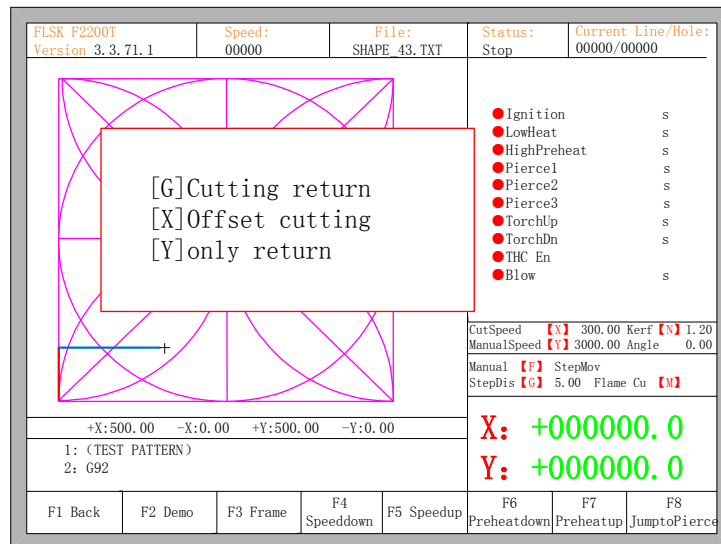 FLSK F2200T
Version 3.3.71.1
Speed:
00000
File:
SHAPE_43.TXT
Status:
Stop
Current Line/Hole:
00000/00000
[G]Cutting return
[X]Offset cutting
[Y]only return
Ignition s
LowHeat s
HighPreheat s
Pierce1 s
Pierce2 s
Pierce3 s
TorchUp s
TorchDn s
THC En
Blow s
CutSpeed 【X】 300.00 Kerf【N】1.20
ManualSpeed【Y】3000.00 Angle 0.00
Manual 【F】 StepMov
StepDis【G】 5.00 Flame Cu 【M】
+X:500.00 -X:0.00 +Y:500.00 -Y:0.00
1: (TEST PATTERN)
2: G92
X: +000000.0
Y: +000000.0
F1 Back
F2 Demo
F3 Frame
F4
Speeddown
F5 Speedup
F6
Preheatdown
F7
Preheatup
F8
JumptoPierce